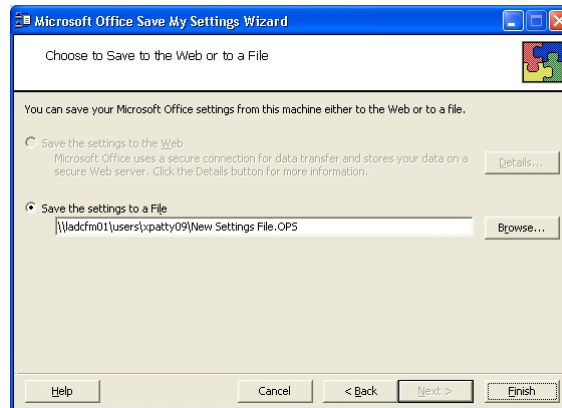 Microsoft Office Save My Settings Wizard
Choose to Save to the Web or to a File
You can save your Microsoft Office settings from this machine either to the Web or to a file.
Save the settings to the Web
Microsoft Office uses a secure connection for data transfer and stores your data on a
secure Web server. Click the Details button for more information.
Details...
Save the settings to a File
\\ladcfm01\users\xpatty09\New Settings File.OPS
Browse...
Help
Cancel
< Back
Next >
Finish